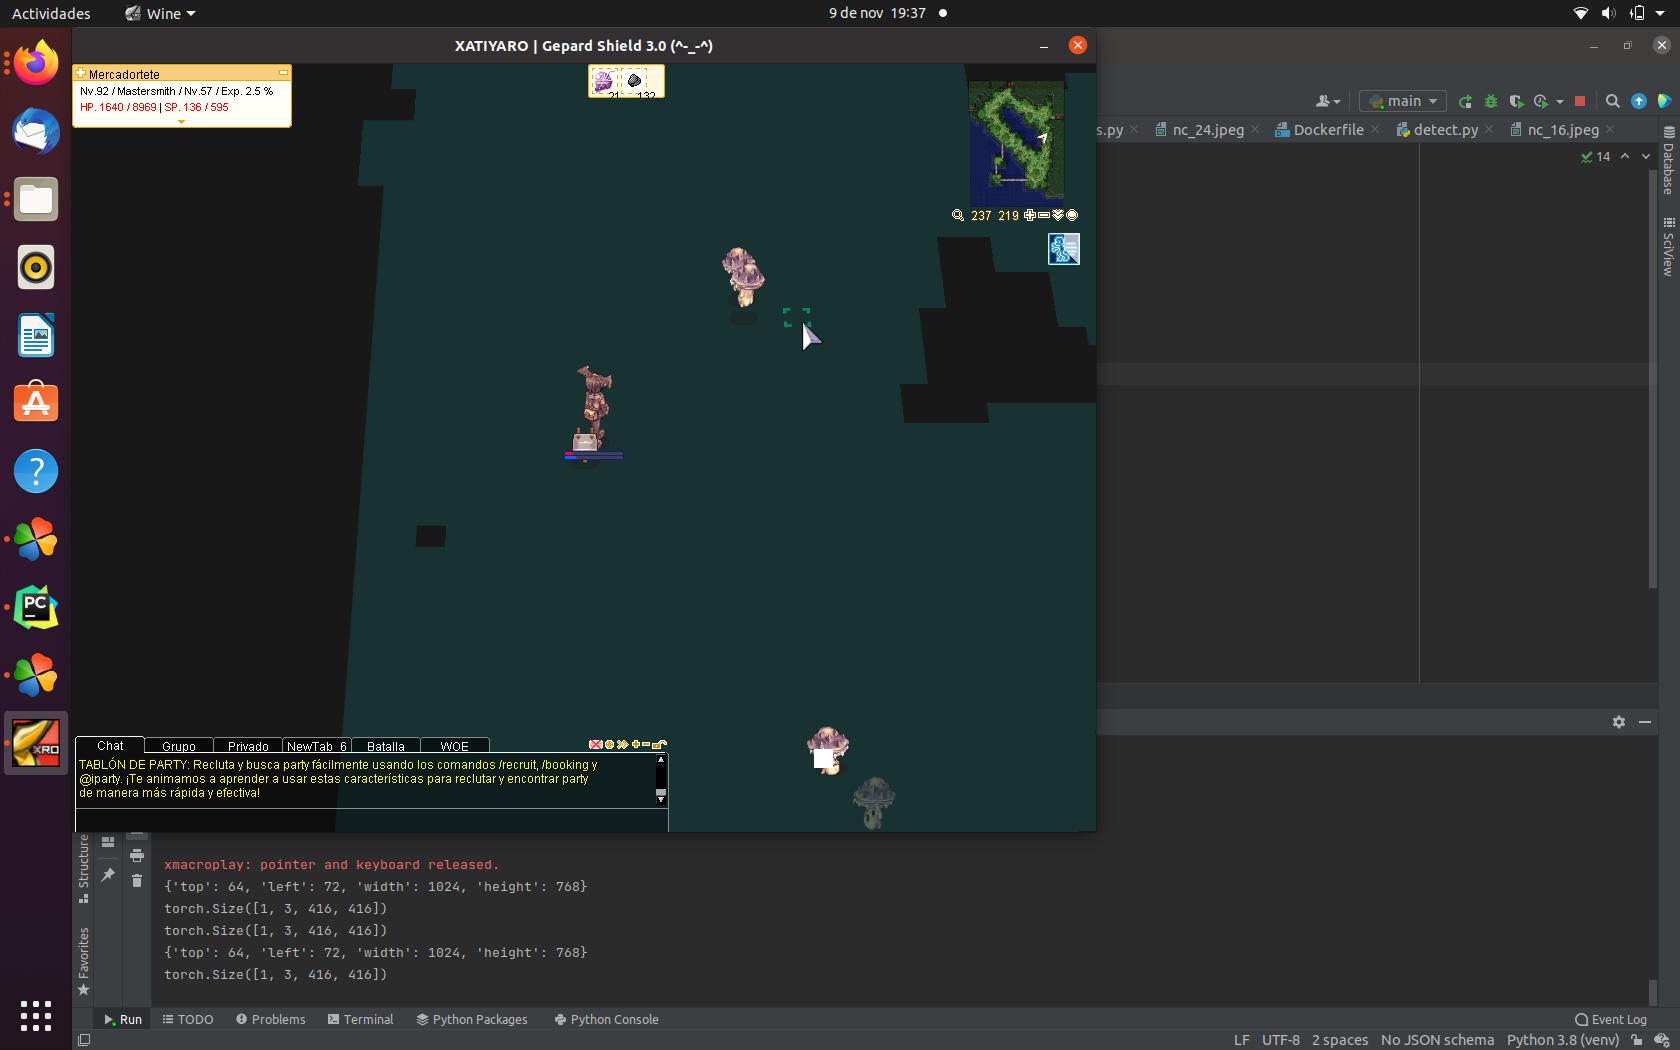 Actividades
Wine
9 de nov 19:37
XATIYARO | Gepard Shield 3.0 (^-_-^)
Mercadortete
Nv.92 / Mastersmith / Nv.57 / Exp. 2.5 %
HP. 1640 / 8969 | SP. 136 / 595
21 132
237 219
main
s.py
nc_24.jpeg
Dockerfile
detect.py
nc_16.jpeg
14
Database
SciView
PC
XRO
Chat
Grupo
Privado
NewTab_6
Batalla
WOE
TABLÓN DE PARTY: Recluta y busca party fácilmente usando los comandos /recruit, /booking y
@iparty. ¡Te animamos a aprender a usar estas características para reclutar y encontrar party
de manera más rápida y efectiva!
Structure
Favorites
xmacroplay: pointer and keyboard released.
{'top': 64, 'left': 72, 'width': 1024, 'height': 768}
torch.Size([1, 3, 416, 416])
torch.Size([1, 3, 416, 416])
{'top': 64, 'left': 72, 'width': 1024, 'height': 768}
torch.Size([1, 3, 416, 416])
Run
TODO
Problems
Terminal
Python Packages
Python Console
Event Log
LF UTF-8 2 spaces No JSON schema Python 3.8 (venv)